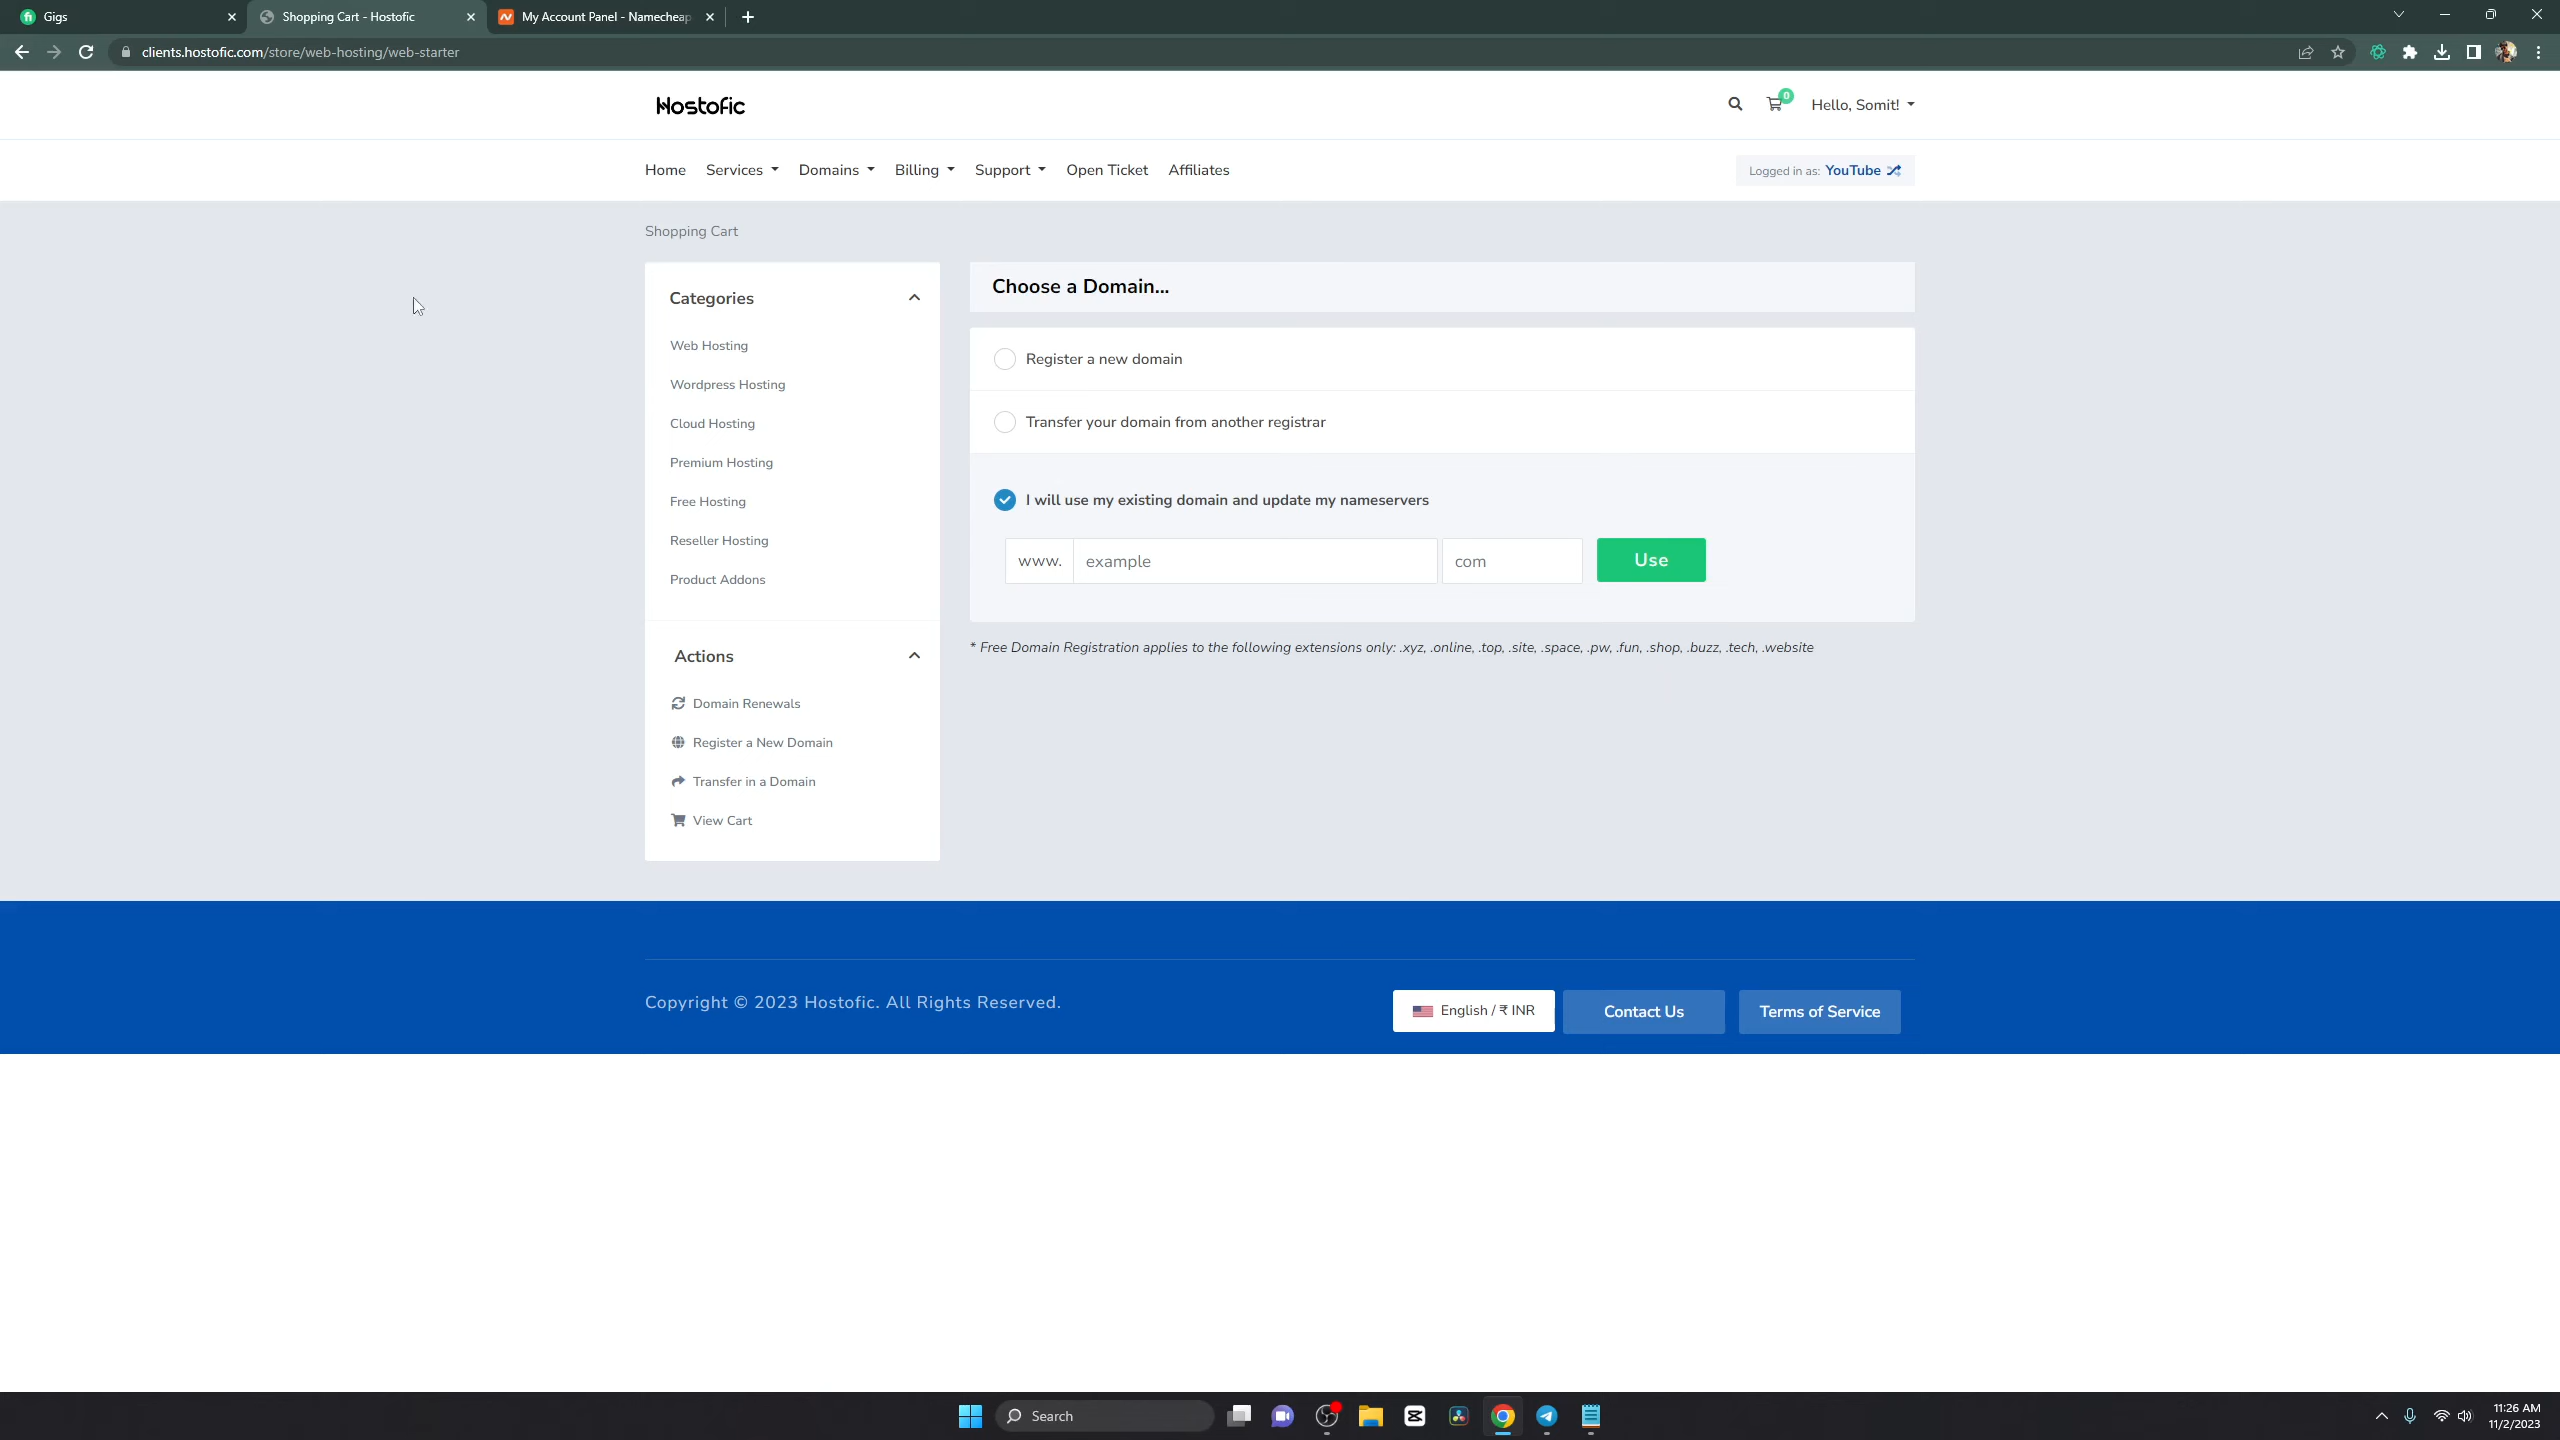 Gigs
Shopping Cart - Hostofic
My Account Panel - Namecheap
clients.hostofic.com/store/web-hosting/web-starter
Hostofic
0
Hello, Somit!
Home
Services
Domains
Billing
Support
Open Ticket
Affiliates
Logged in as: YouTube
Shopping Cart
Categories
Web Hosting
Wordpress Hosting
Cloud Hosting
Premium Hosting
Free Hosting
Reseller Hosting
Product Addons
Actions
Domain Renewals
Register a New Domain
Transfer in a Domain
View Cart
Choose a Domain...
Register a new domain
Transfer your domain from another registrar
I will use my existing domain and update my nameservers
www.
example
com
Use
* Free Domain Registration applies to the following extensions only: .xyz, .online, .top, .site, .space, .pw, .fun, .shop, .buzz, .tech, .website
Copyright © 2023 Hostofic. All Rights Reserved.
English / ₹ INR
Contact Us
Terms of Service
Search
11:26 AM
11/2/2023